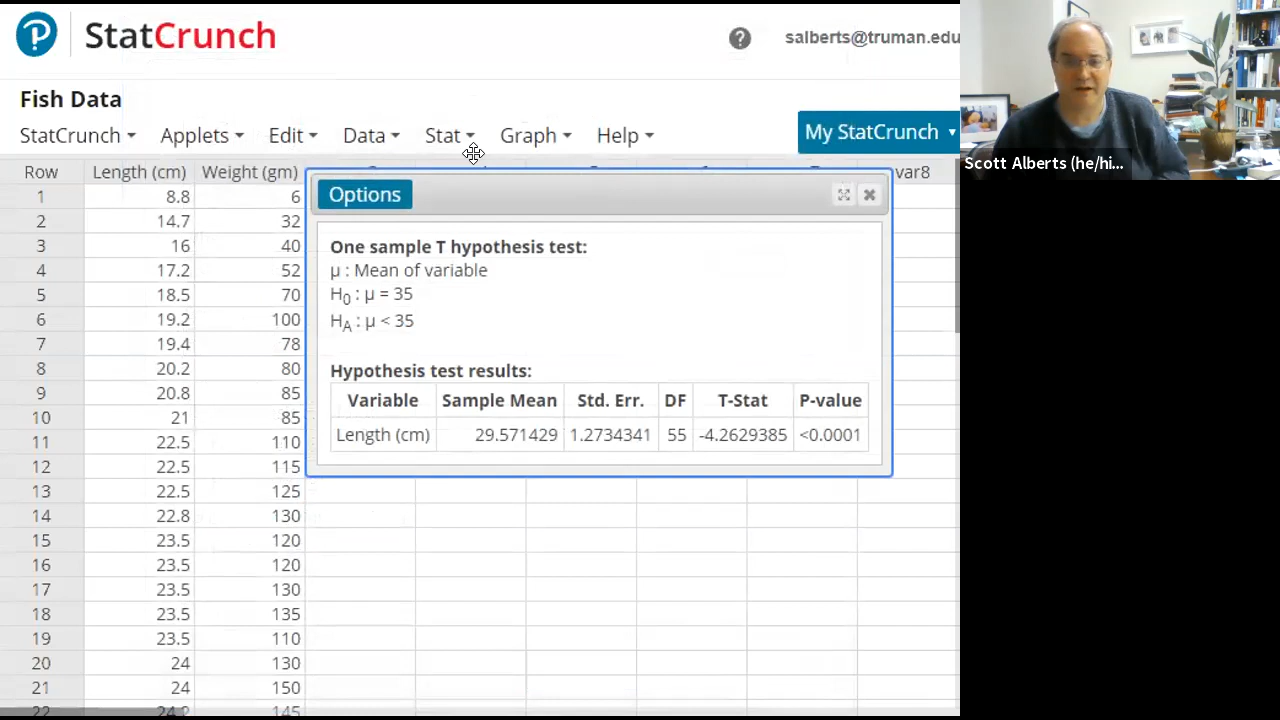 StatCrunch
salberts@truman.edu
Fish Data
StatCrunch Applets Edit Data Stat Graph Help My StatCrunch
Row Length (cm) Weight (gm) var8
1 8.8 6
2 14.7 32
3 16 40
4 17.2 52
5 18.5 70
6 19.2 100
7 19.4 78
8 20.2 80
9 20.8 85
10 21 85
11 22.5 110
12 22.5 115
13 22.5 125
14 22.8 130
15 23.5 120
16 23.5 120
17 23.5 130
18 23.5 135
19 23.5 110
20 24 130
21 24 150
22 24.2 145
Options
One sample T hypothesis test:
μ : Mean of variable
H0 : μ = 35
HA : μ < 35
Hypothesis test results:
Variable Sample Mean Std. Err. DF T-Stat P-value
Length (cm) 29.571429 1.2734341 55 -4.2629385 <0.0001
Scott Alberts (he/hi...